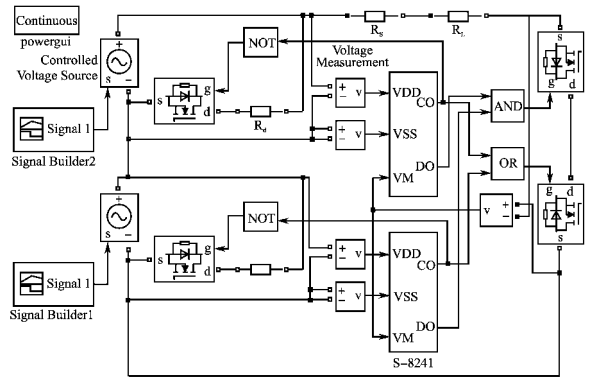 Continuous
powergui
Controlled
Voltage Source
+
s
−
Signal 1
Signal Builder2
s
g
d
NOT
R_d
Voltage
Measurement
+
−
v
+
−
v
VDD
CO
VSS
DO
VM
R_S
R_L
AND
OR
s
g
d
g
d
s
v
+
−
+
s
−
Signal 1
Signal Builder1
s
g
d
NOT
+
−
v
+
−
v
VDD
CO
VSS
DO
VM
S-8241